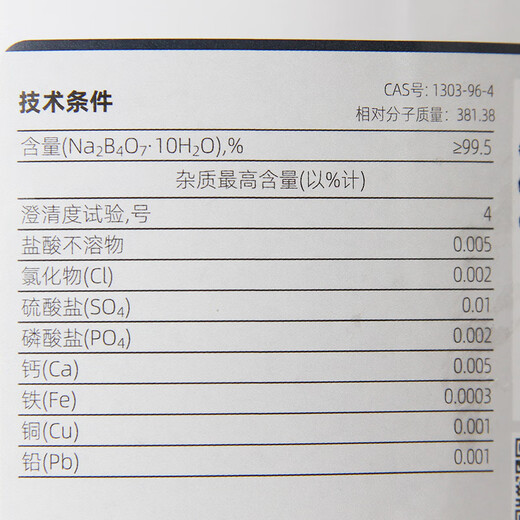 技术条件
CAS号: 1303-96-4
相对分子质量: 381.38
含量(Na₂B₄O₇·10H₂O),% ≥99.5
杂质最高含量(以%计)
澄清度试验,号 4
盐酸不溶物 0.005
氯化物(Cl) 0.002
硫酸盐(SO₄) 0.01
磷酸盐(PO₄) 0.002
钙(Ca) 0.005
铁(Fe) 0.0003
铜(Cu) 0.001
铅(Pb) 0.001